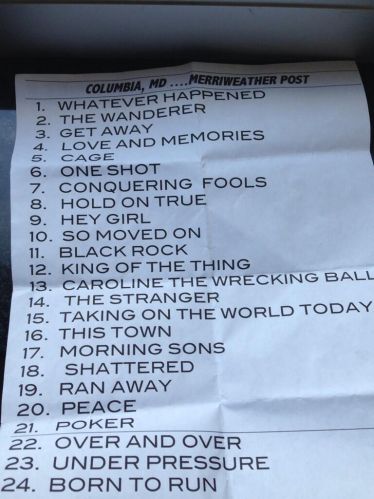 COLUMBIA, MD ....MERRIWEATHER POST
1. WHATEVER HAPPENED
2. THE WANDERER
3. GET AWAY
4. LOVE AND MEMORIES
5. CAGE
6. ONE SHOT
7. CONQUERING FOOLS
8. HOLD ON TRUE
9. HEY GIRL
10. SO MOVED ON
11. BLACK ROCK
12. KING OF THE THING
13. CAROLINE THE WRECKING BALL
14. THE STRANGER
15. TAKING ON THE WORLD TODAY
16. THIS TOWN
17. MORNING SONS
18. SHATTERED
19. RAN AWAY
20. PEACE
21. POKER
22. OVER AND OVER
23. UNDER PRESSURE
24. BORN TO RUN